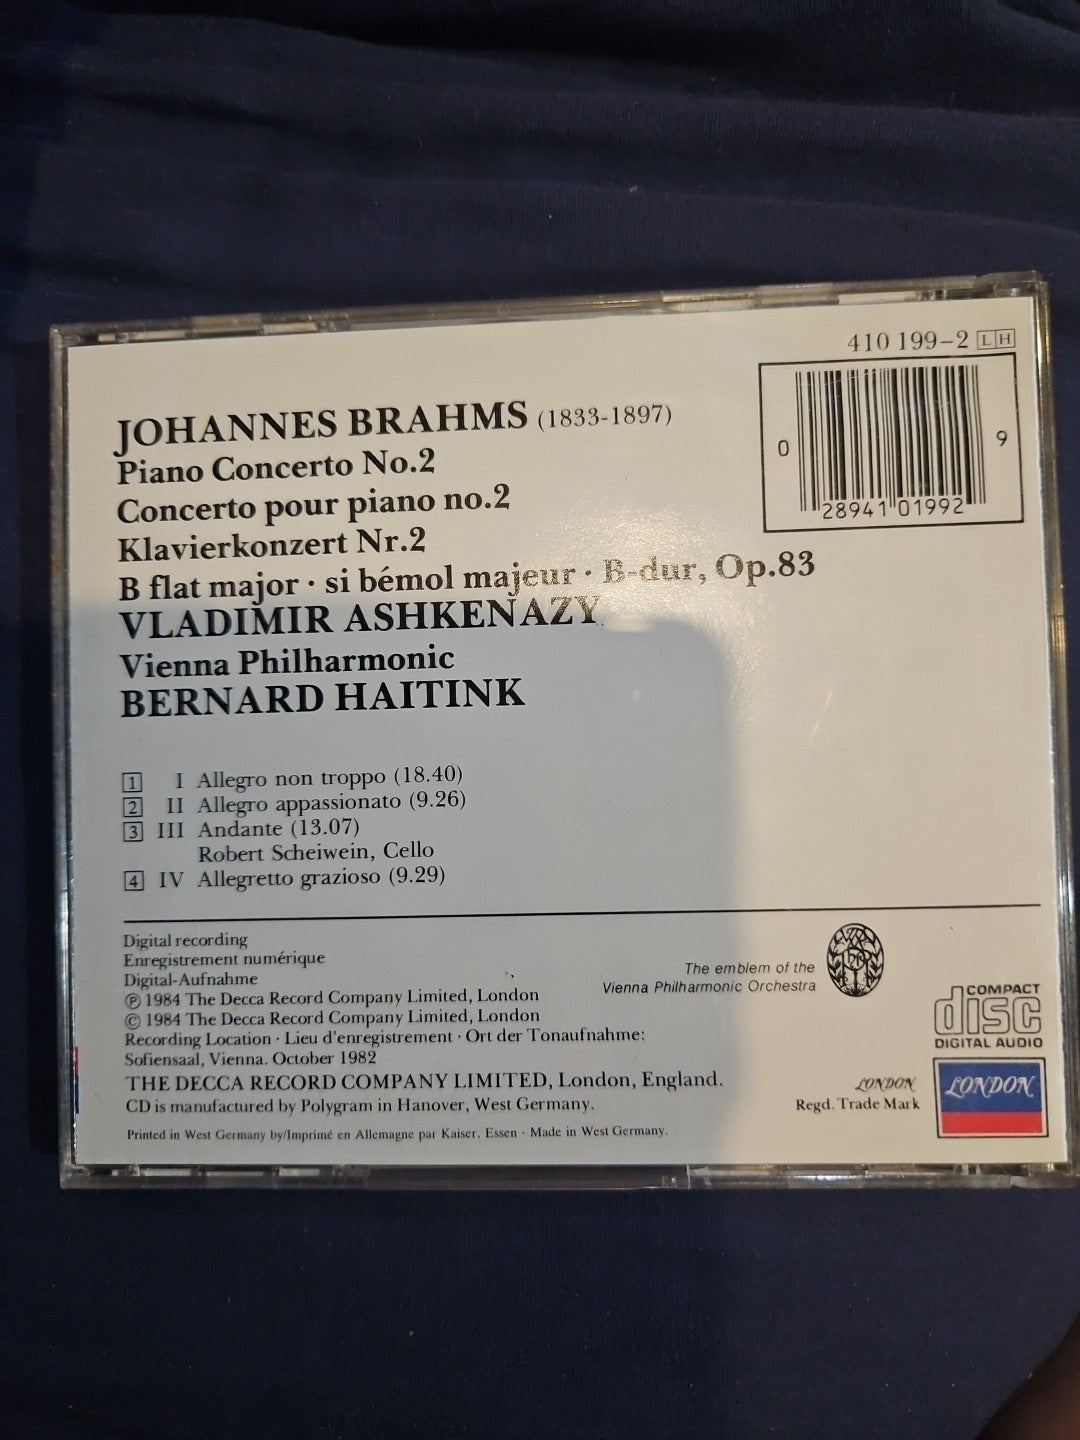 410 199-2 LH
0 28941 01992 9
JOHANNES BRAHMS (1833-1897)
Piano Concerto No.2
Concerto pour piano no.2
Klavierkonzert Nr.2
B flat major · si bémol majeur · B-dur, Op.83
VLADIMIR ASHKENAZY
Vienna Philharmonic
BERNARD HAITINK
1 I Allegro non troppo (18.40)
2 II Allegro appassionato (9.26)
3 III Andante (13.07)
Robert Scheiwein, Cello
4 IV Allegretto grazioso (9.29)
Digital recording
Enregistrement numérique
Digital-Aufnahme
℗ 1984 The Decca Record Company Limited, London
© 1984 The Decca Record Company Limited, London
Recording Location · Lieu d'enregistrement · Ort der Tonaufnahme:
Sofiensaal, Vienna. October 1982
THE DECCA RECORD COMPANY LIMITED, London, England.
CD is manufactured by Polygram in Hanover, West Germany.
Printed in West Germany by/Imprimé en Allemagne par Kaiser, Essen · Made in West Germany.
The emblem of the
Vienna Philharmonic Orchestra
COMPACT
disc
DIGITAL AUDIO
LONDON
Regd. Trade Mark
LONDON